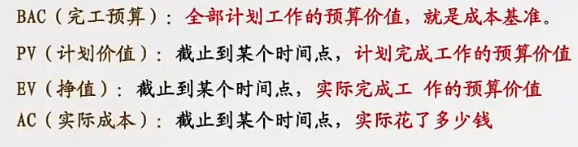 BAC（完工预算）：全部计划工作的预算价值，就是成本基准。
PV（计划价值）：截止到某个时间点，计划完成工作的预算价值
EV（挣值）：截止到某个时间点，实际完成工 作的预算价值
AC（实际成本）：截止到某个时间点，实际花了多少钱